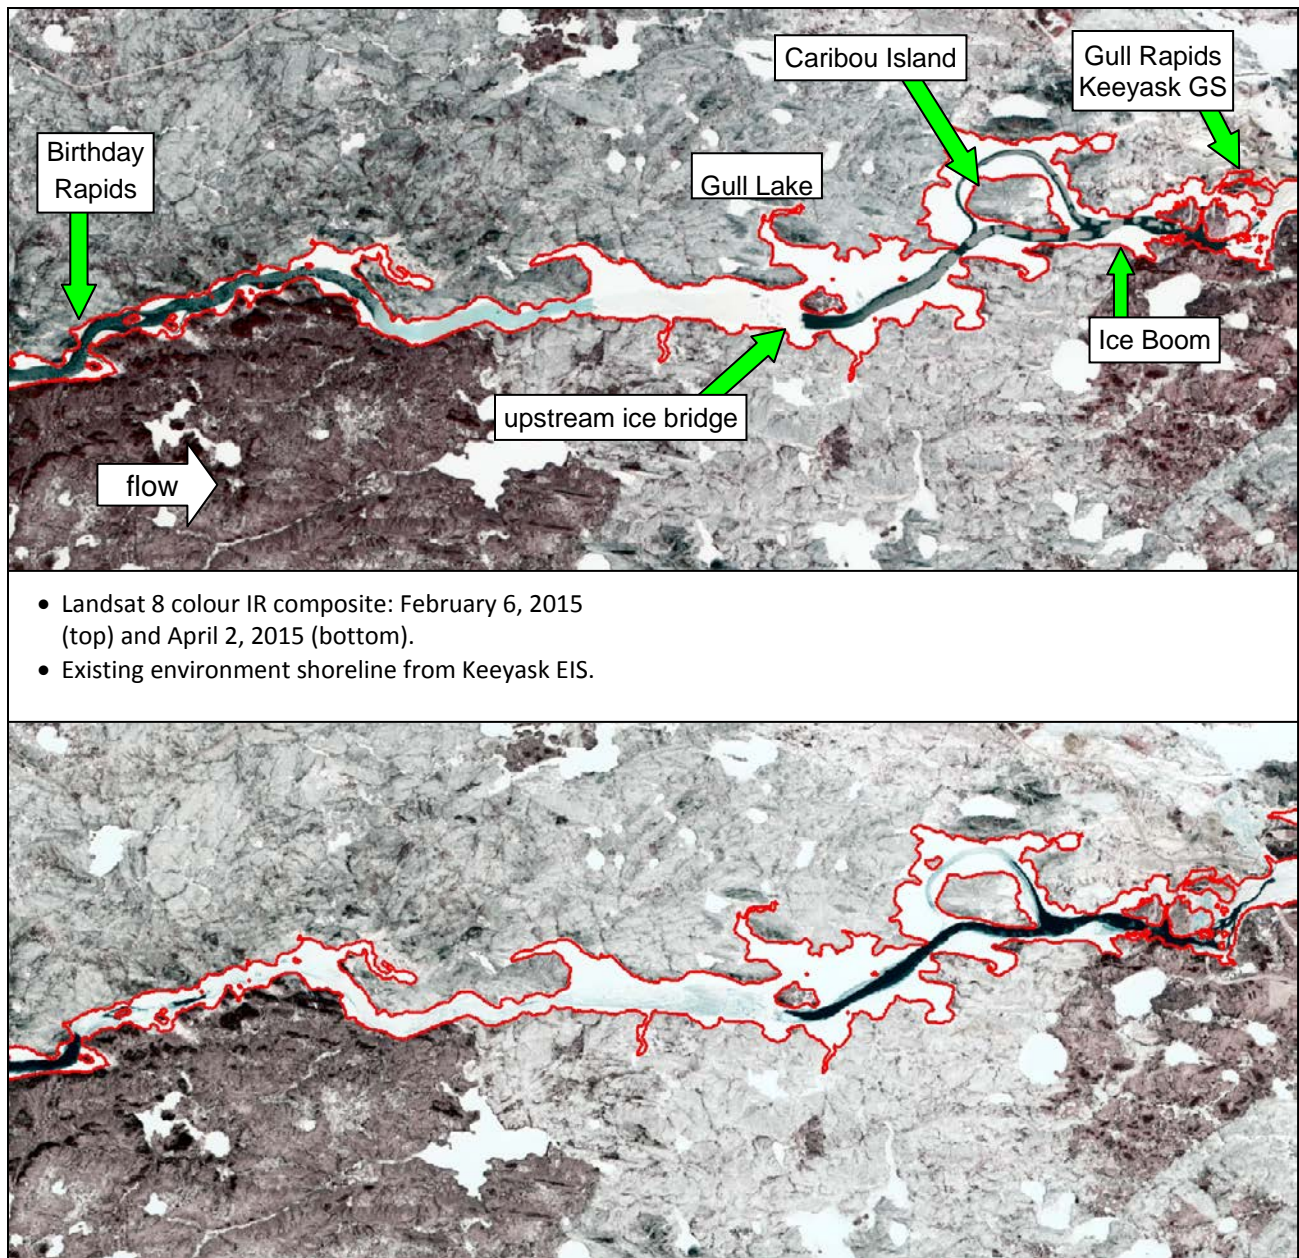 Caribou Island
Gull Rapids
Keeyask GS
Birthday
Rapids
Gull Lake
Ice Boom
upstream ice bridge
flow
• Landsat 8 colour IR composite: February 6, 2015
(top) and April 2, 2015 (bottom).
• Existing environment shoreline from Keeyask EIS.